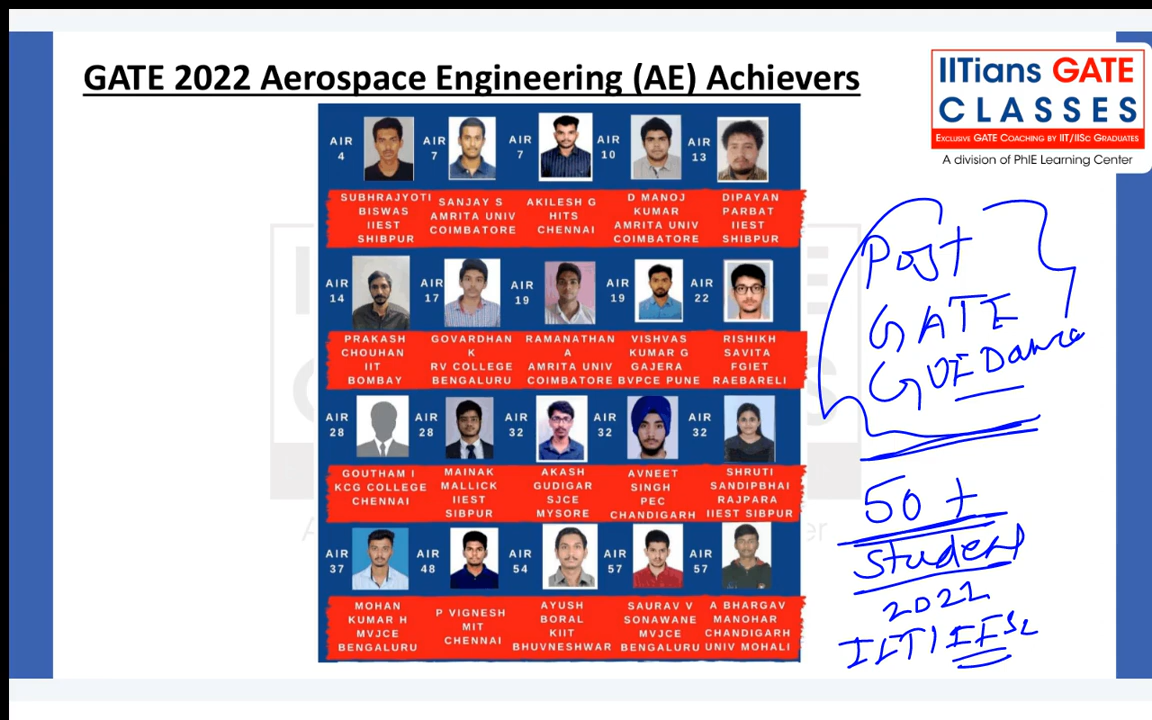 GATE 2022 Aerospace Engineering (AE) Achievers
IITians GATE
CLASSES
EXCLUSIVE GATE COACHING BY IIT/IISc GRADUATES
A division of PhIE Learning Center
AIR
4
AIR
7
AIR
7
AIR
10
AIR
13
SUBHRAJYOTI
BISWAS
IIEST
SHIBPUR
SANJAY S
AMRITA UNIV
COIMBATORE
AKILESH G
HITS
CHENNAI
D MANOJ
KUMAR
AMRITA UNIV
COIMBATORE
DIPAYAN
PARBAT
IIEST
SHIBPUR
AIR
14
AIR
17
AIR
19
AIR
19
AIR
22
PRAKASH
CHOUHAN
IIT
BOMBAY
GOVARDHAN
K
RV COLLEGE
BENGALURU
RAMANATHAN
A
AMRITA UNIV
COIMBATORE
VISHVAS
KUMAR G
GAJERA
BVPCE PUNE
RISHIKH
SAVITA
FGIET
RAEBARELI
AIR
28
AIR
28
AIR
32
AIR
32
AIR
32
GOUTHAM I
KCG COLLEGE
CHENNAI
MAINAK
MALLICK
IIEST
SIBPUR
AKASH
GUDIGAR
SJCE
MYSORE
AVNEET
SINGH
PEC
CHANDIGARH
SHRUTI
SANDIPBHAI
RAJPARA
IIEST SIBPUR
AIR
37
AIR
48
AIR
54
AIR
57
AIR
57
MOHAN
KUMAR H
MVJCE
BENGALURU
P VIGNESH
MIT
CHENNAI
AYUSH
BORAL
KIIT
BHUVNESHWAR
SAURAV V
SONAWANE
MVJCE
BENGALURU
A BHARGAV
MANOHAR
CHANDIGARH
UNIV MOHALI
Post
GATE
50+
Student